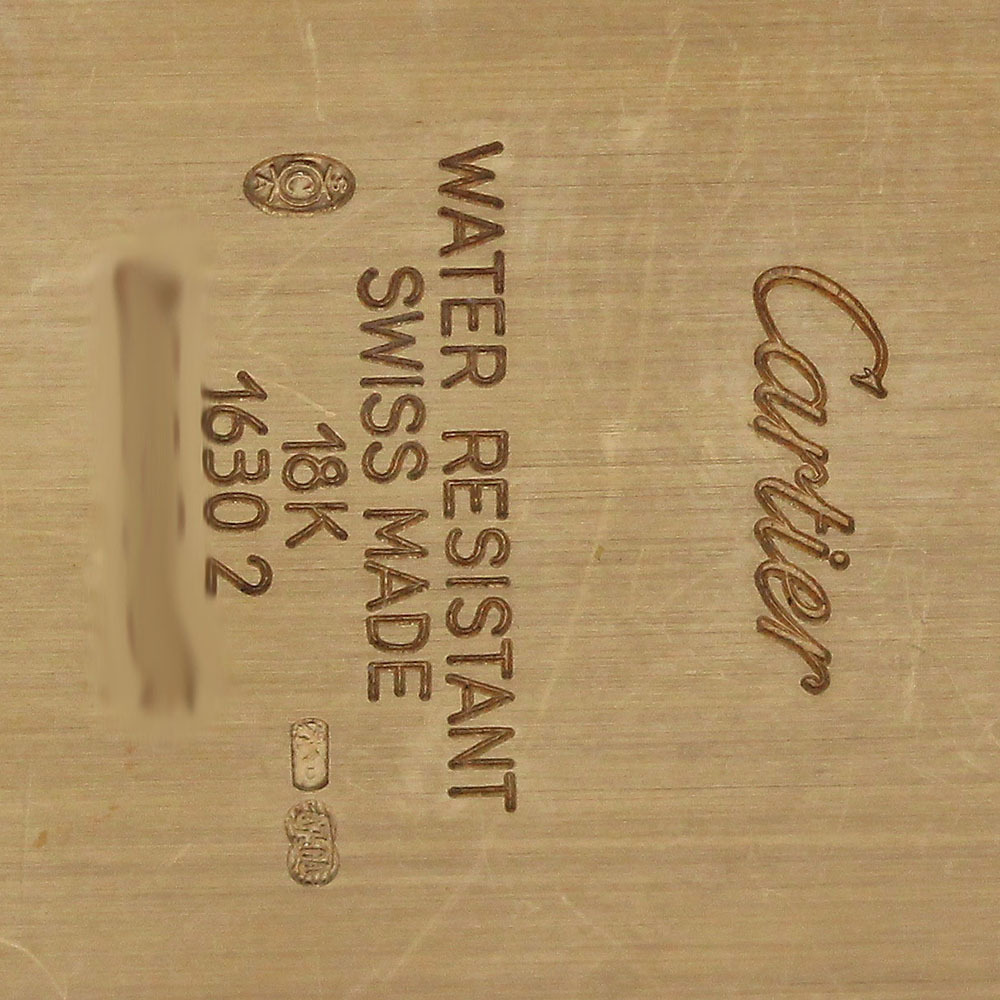 Cartier
WATER RESISTANT
SWISS MADE
18K
1630 2